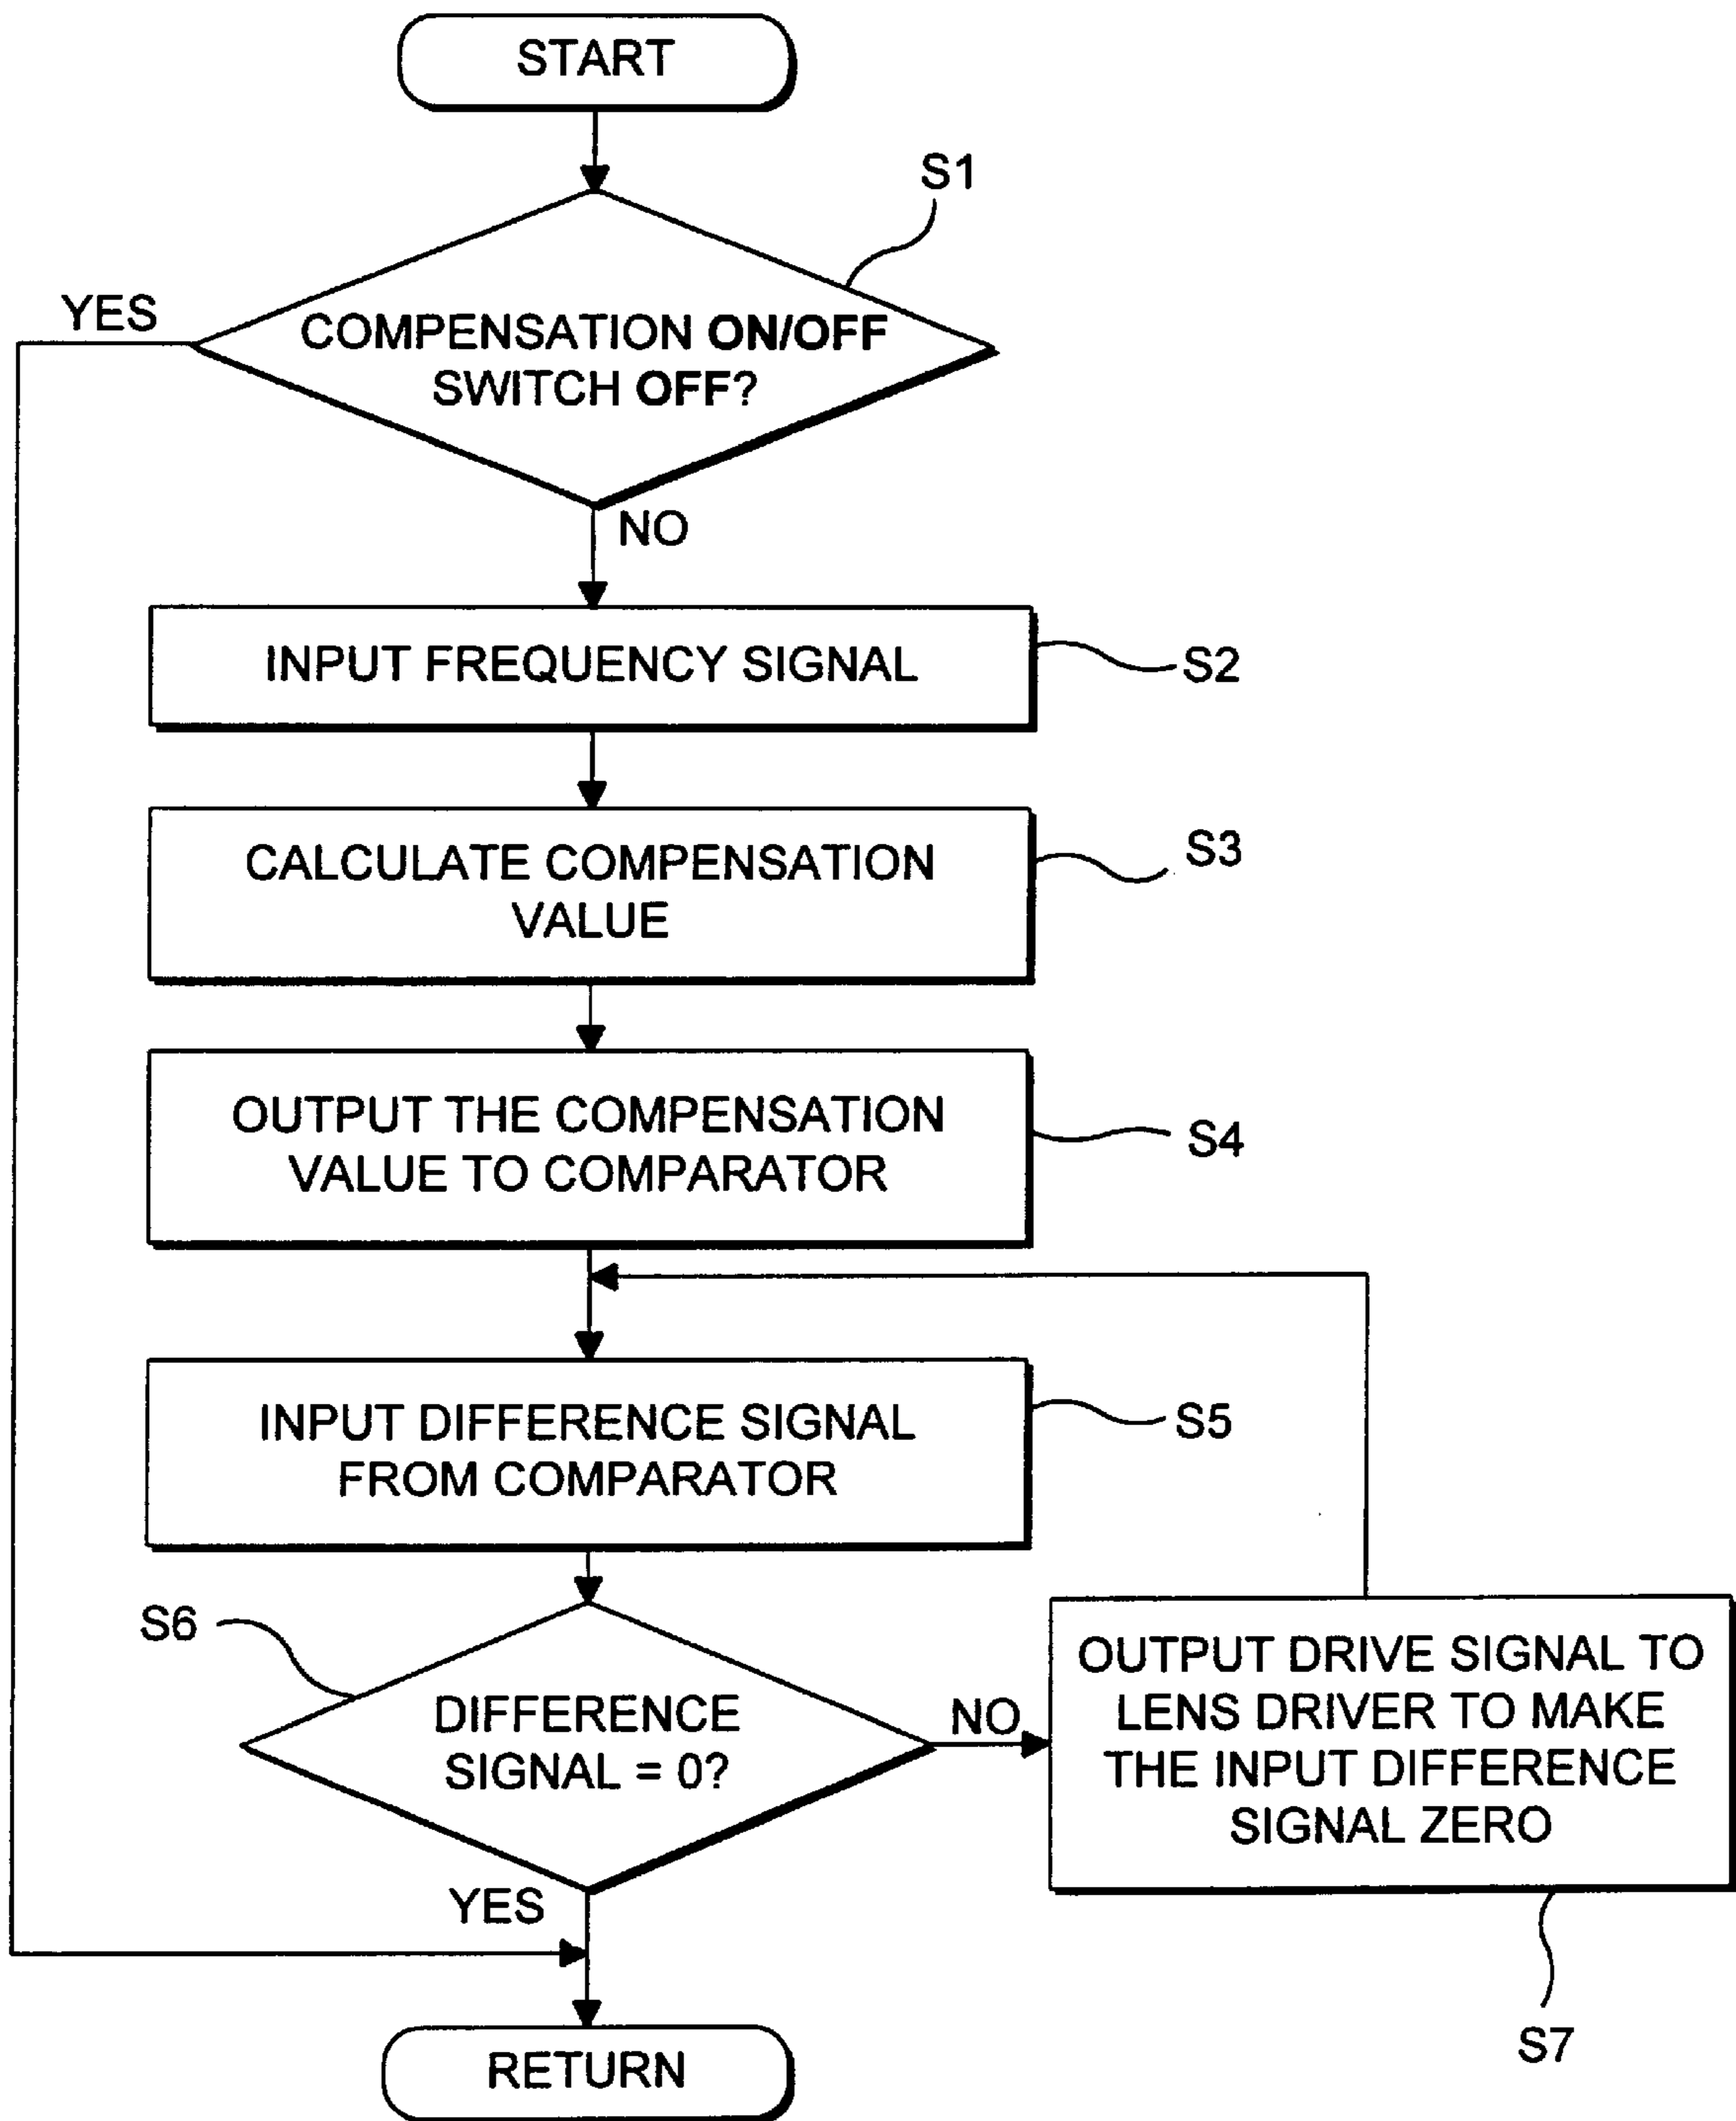 START
S1
YES
COMPENSATION ON/OFF
SWITCH OFF?
NO
INPUT FREQUENCY SIGNAL
S2
CALCULATE COMPENSATION
VALUE
S3
OUTPUT THE COMPENSATION
VALUE TO COMPARATOR
S4
INPUT DIFFERENCE SIGNAL
FROM COMPARATOR
S5
S6
DIFFERENCE
SIGNAL = 0?
NO
OUTPUT DRIVE SIGNAL TO
LENS DRIVER TO MAKE
THE INPUT DIFFERENCE
SIGNAL ZERO
YES
S7
RETURN